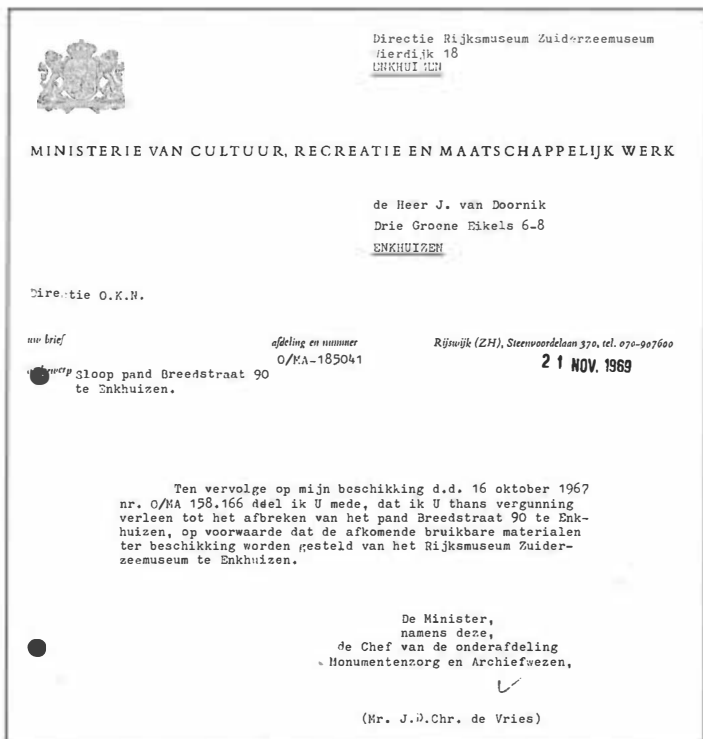 Directie Rijksmuseum Zuiderzeemuseum
Wierdijk 18
ENKHUIZEN
MINISTERIE VAN CULTUUR, RECREATIE EN MAATSCHAPPELIJK WERK
de Heer J. van Doornik
Drie Groene Eikels 6-8
ENKHUIZEN
Directie O.K.N.
uw brief
afdeling en nummer
Rijswijk (ZH), Steenvoordelaan 370, tel. 070-907600
O/MA-185041
21 NOV. 1969
Sloop pand Breedstraat 90
te Enkhuizen.
Ten vervolge op mijn beschikking d.d. 16 oktober 1967
nr. O/MA 158.166 deel ik U mede, dat ik U thans vergunning
verleen tot het afbreken van het pand Breedstraat 90 te Enk-
huizen, op voorwaarde dat de afkomende bruikbare materialen
ter beschikking worden gesteld van het Rijksmuseum Zuider-
zeemuseum te Enkhuizen.
De Minister,
namens deze,
de Chef van de onderafdeling
Monumentenzorg en Archiefwezen,
(Mr. J.D.Chr. de Vries)